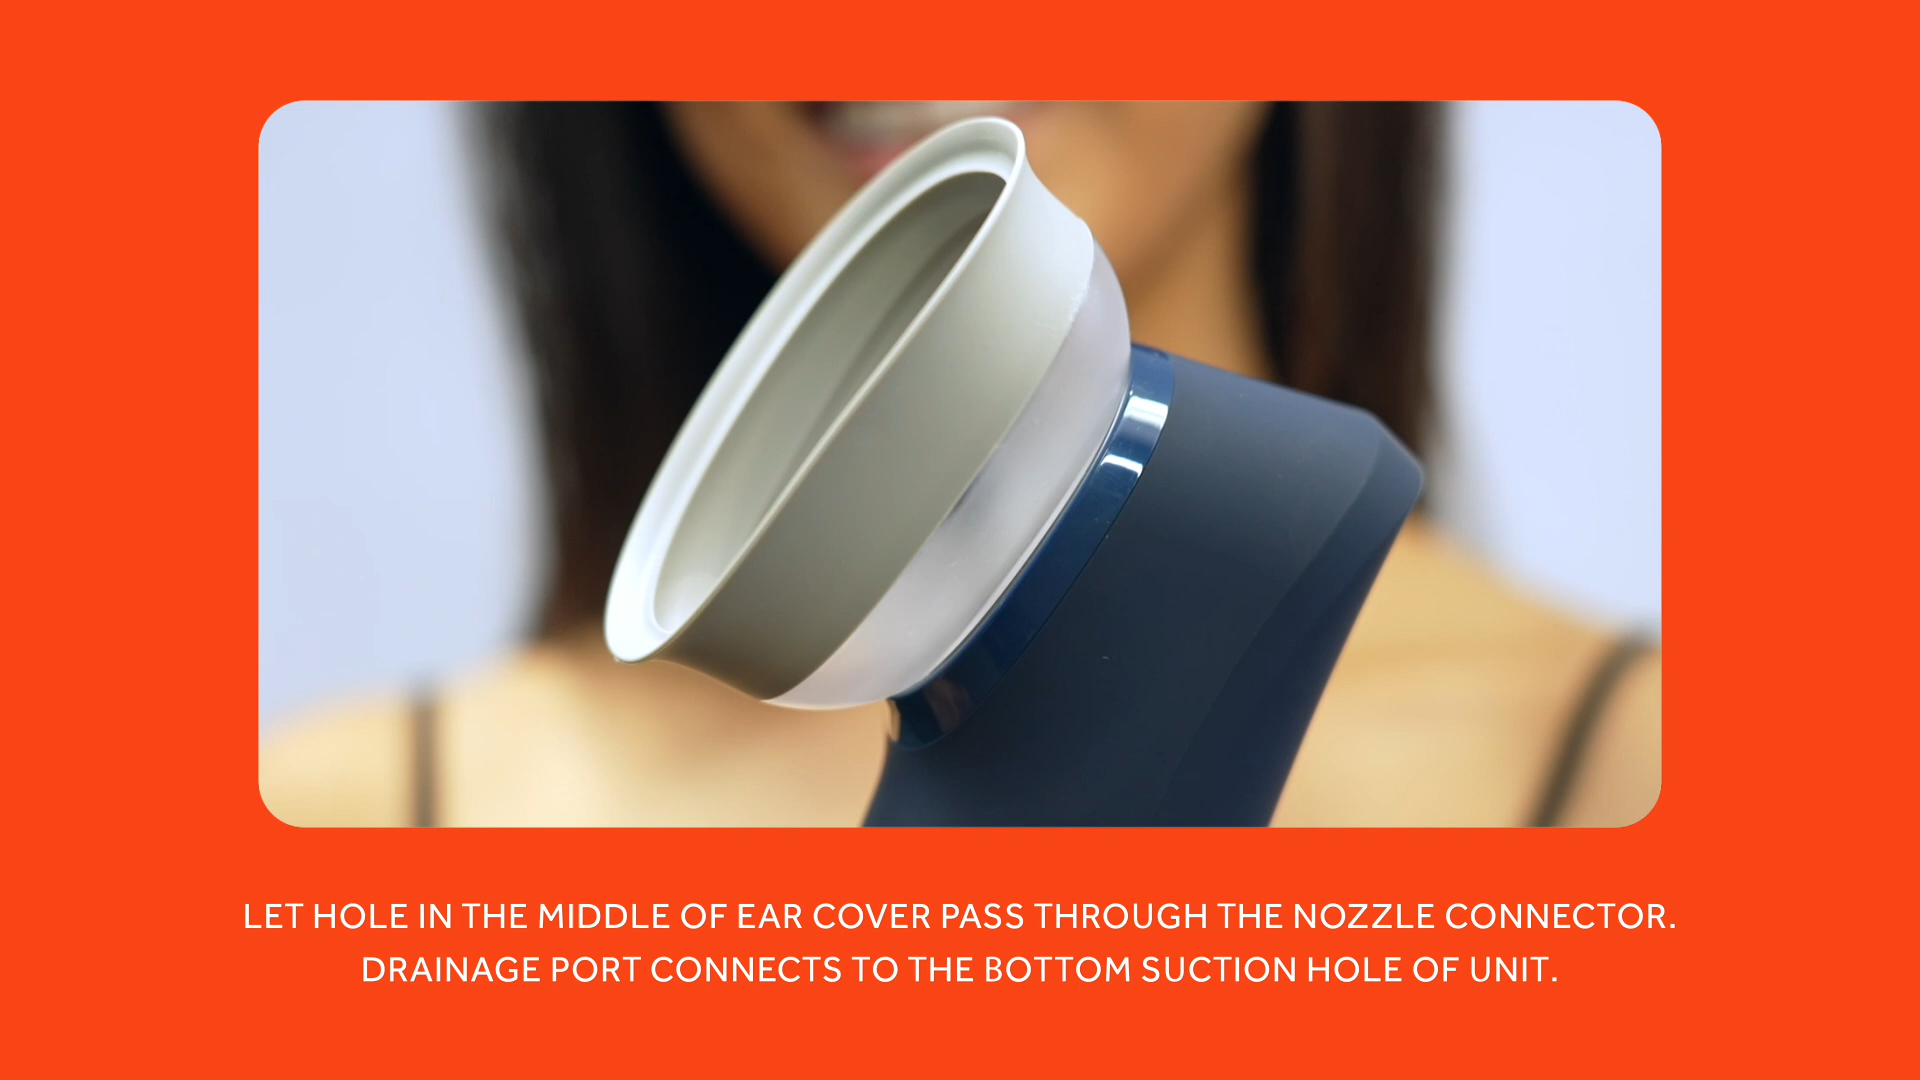 LET HOLE IN THE MIDDLE OF EAR COVER PASS THROUGH THE NOZZLE CONNECTOR.
DRAINAGE PORT CONNECTS TO THE BOTTOM SUCTION HOLE OF UNIT.